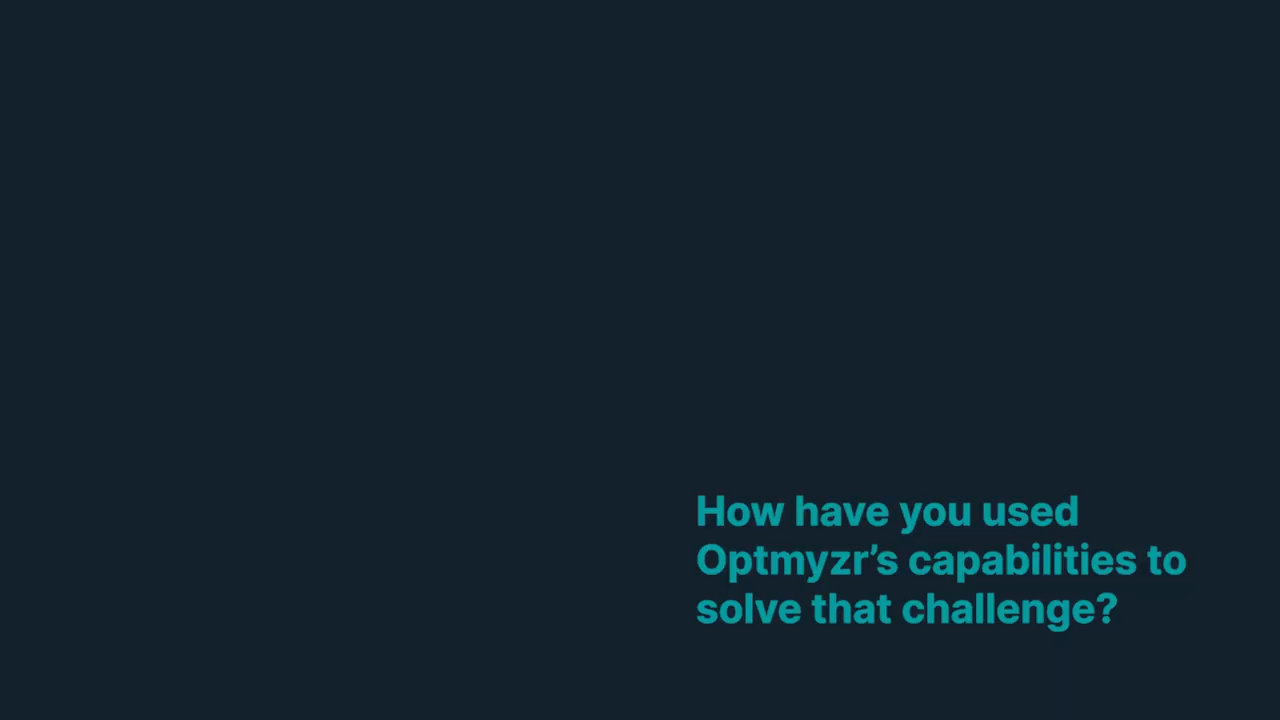 How have you used
Optmyzr’s capabilities to
solve that challenge?